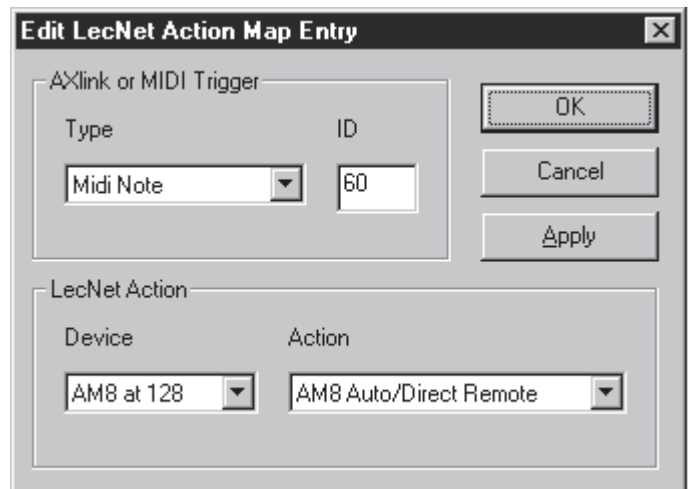 Edit LecNet Action Map Entry
AXlink or MIDI Trigger
Type ID
Midi Note 60
OK
Cancel
Apply
LecNet Action
Device Action
AM8 at 128 AM8 Auto/Direct Remote